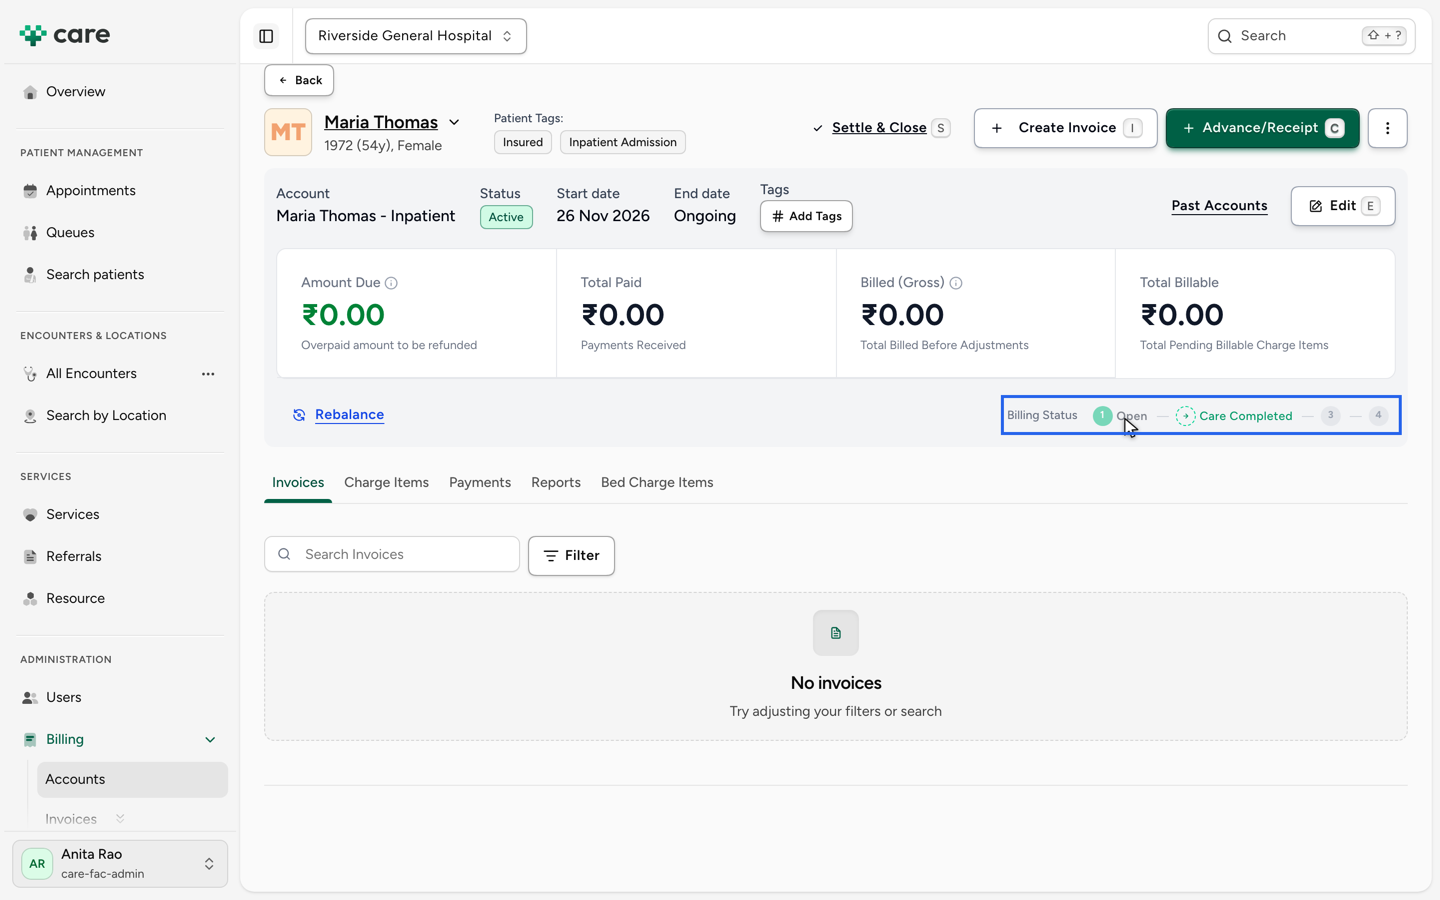 care
Riverside General Hospital
Search
+ ?
Overview
Back
PATIENT MANAGEMENT
Appointments
Queues
Search patients
ENCOUNTERS & LOCATIONS
All Encounters
Search by Location
SERVICES
Services
Referrals
Resource
ADMINISTRATION
Users
Billing
Accounts
Invoices
AR
Anita Rao
care-fac-admin
MT
Maria Thomas
1972 (54y), Female
Patient Tags:
Insured
Inpatient Admission
Settle & Close S
+ Create Invoice I
+ Advance/Receipt C
Account
Maria Thomas - Inpatient
Status
Active
Start date
26 Nov 2026
End date
Ongoing
Tags
# Add Tags
Past Accounts
Edit E
Amount Due
₹0.00
Overpaid amount to be refunded
Total Paid
₹0.00
Payments Received
Billed (Gross)
₹0.00
Total Billed Before Adjustments
Total Billable
₹0.00
Total Pending Billable Charge Items
Rebalance
Billing Status 1 Open — Care Completed — 3 — 4
Invoices Charge Items Payments Reports Bed Charge Items
Search Invoices
Filter
No invoices
Try adjusting your filters or search